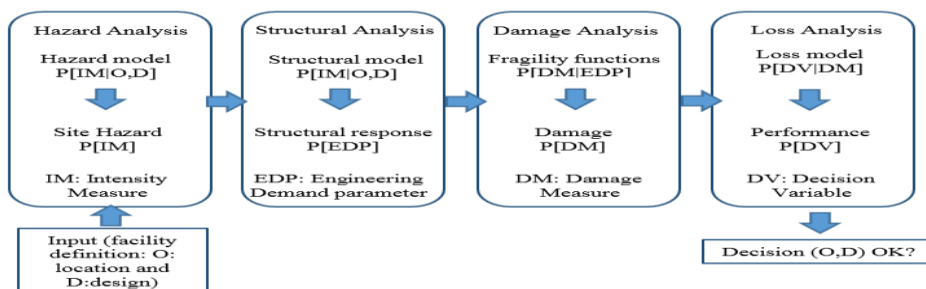 Hazard Analysis
Hazard model
P[IM|O,D]
Site Hazard
P[IM]
IM: Intensity
Measure
Structural Analysis
Structural model
P[IM|O,D]
Structural response
P[EDP]
EDP: Engineering
Demand parameter
Damage Analysis
Fragility functions
P[DM|EDP]
Damage
P[DM]
DM: Damage
Measure
Loss Analysis
Loss model
P[DV|DM]
Performance
P[DV]
DV: Decision
Variable
Input (facility
definition: O:
location and
D:design)
Decision (O,D) OK?